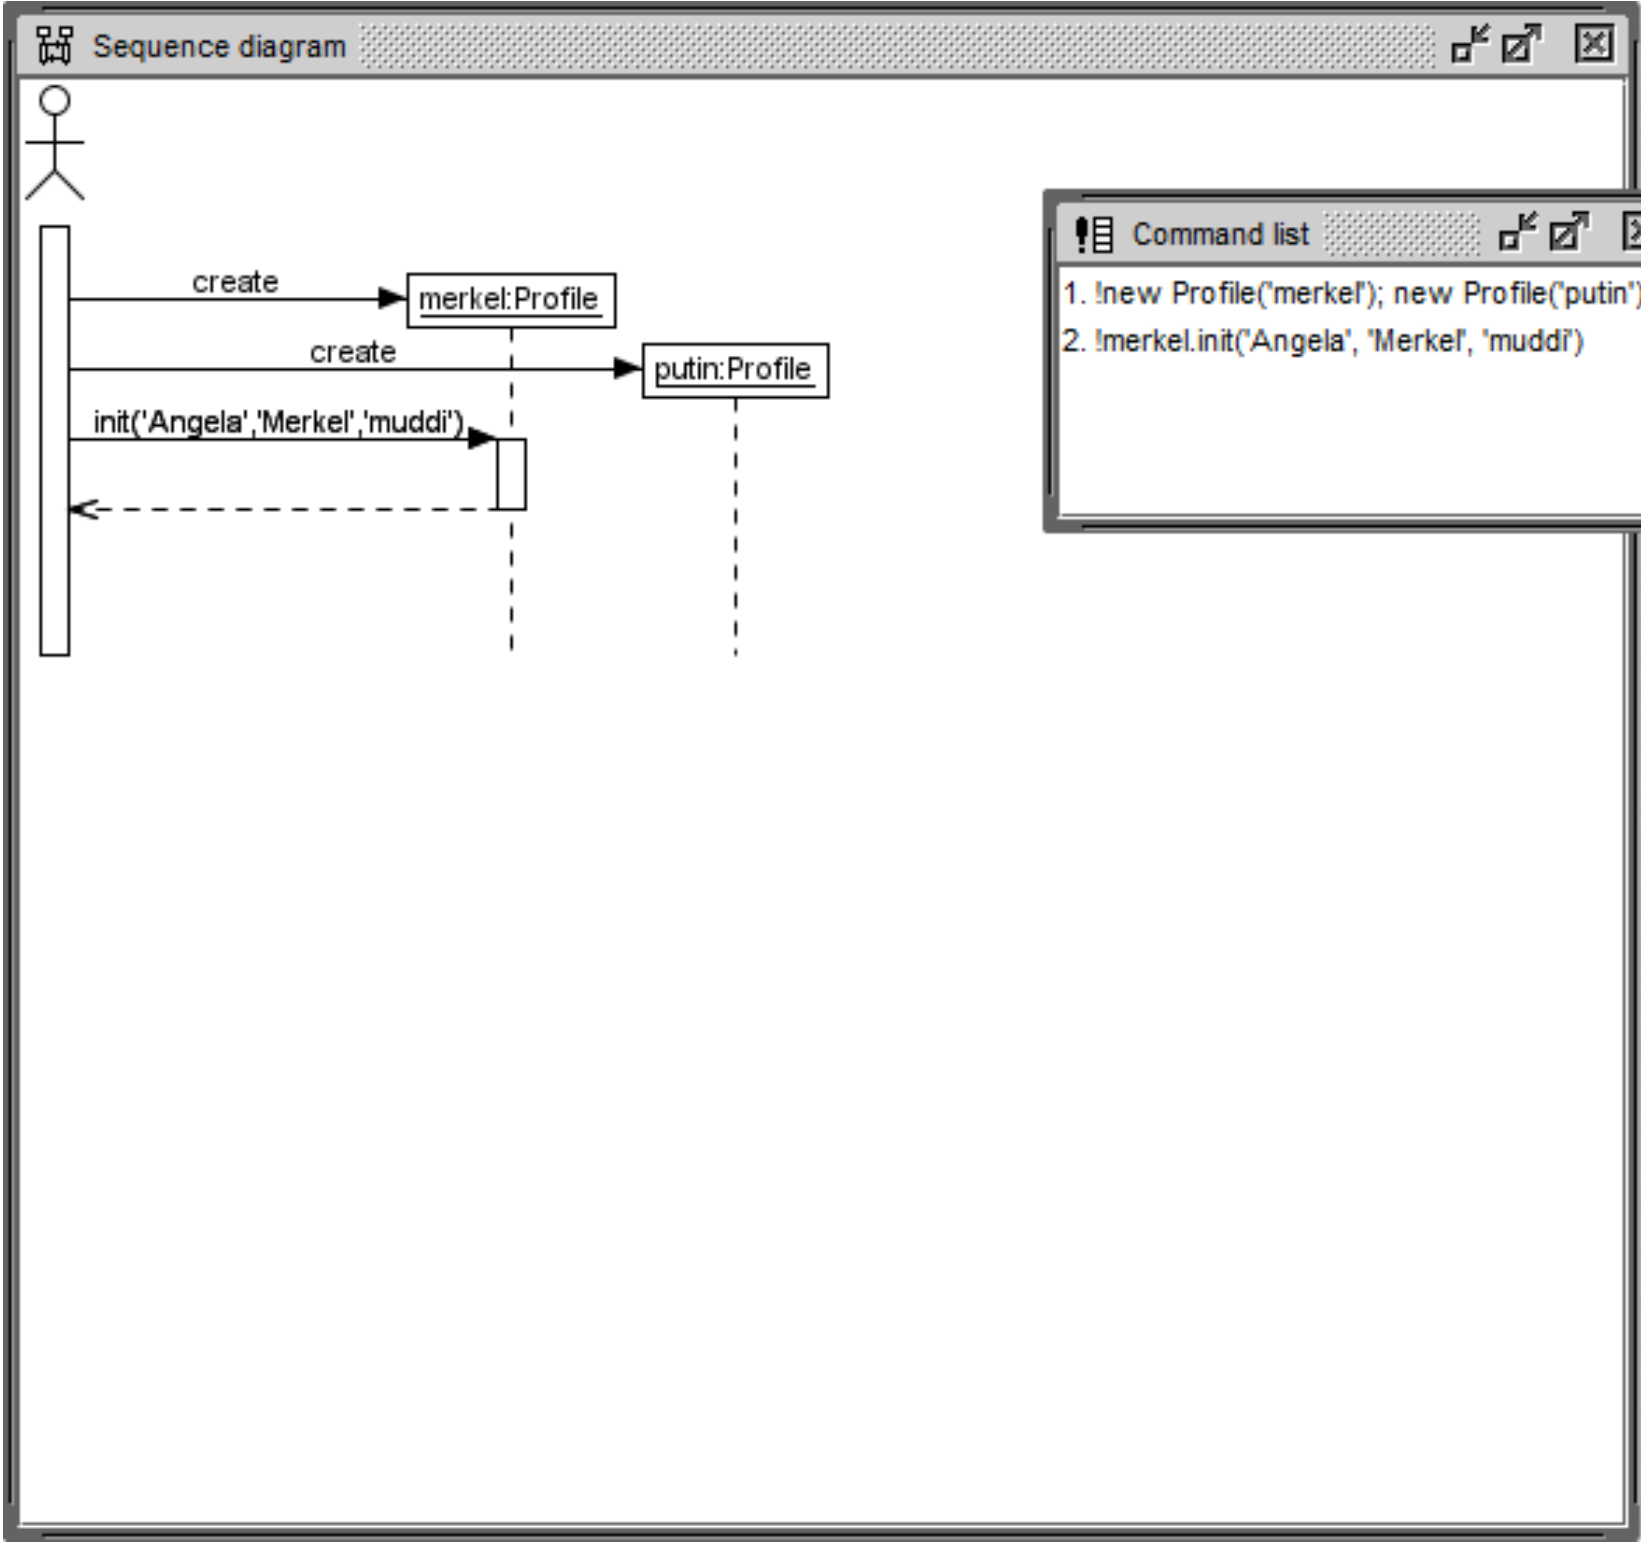 Sequence diagram
create
merkel:Profile
create
putin:Profile
init('Angela','Merkel','muddi')
Command list
1. !new Profile('merkel'); new Profile('putin')
2. !merkel.init('Angela', 'Merkel', 'muddi')